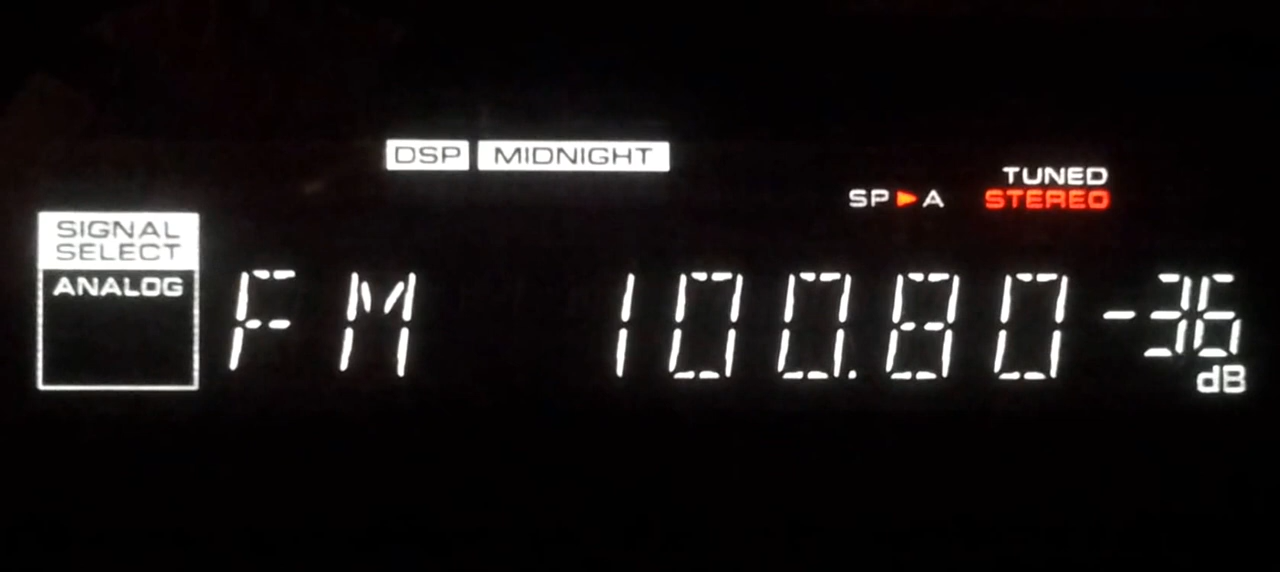 DSP MIDNIGHT
TUNED
SP ▶ A STEREO
SIGNAL
SELECT
ANALOG
FM 100.80 -36
dB